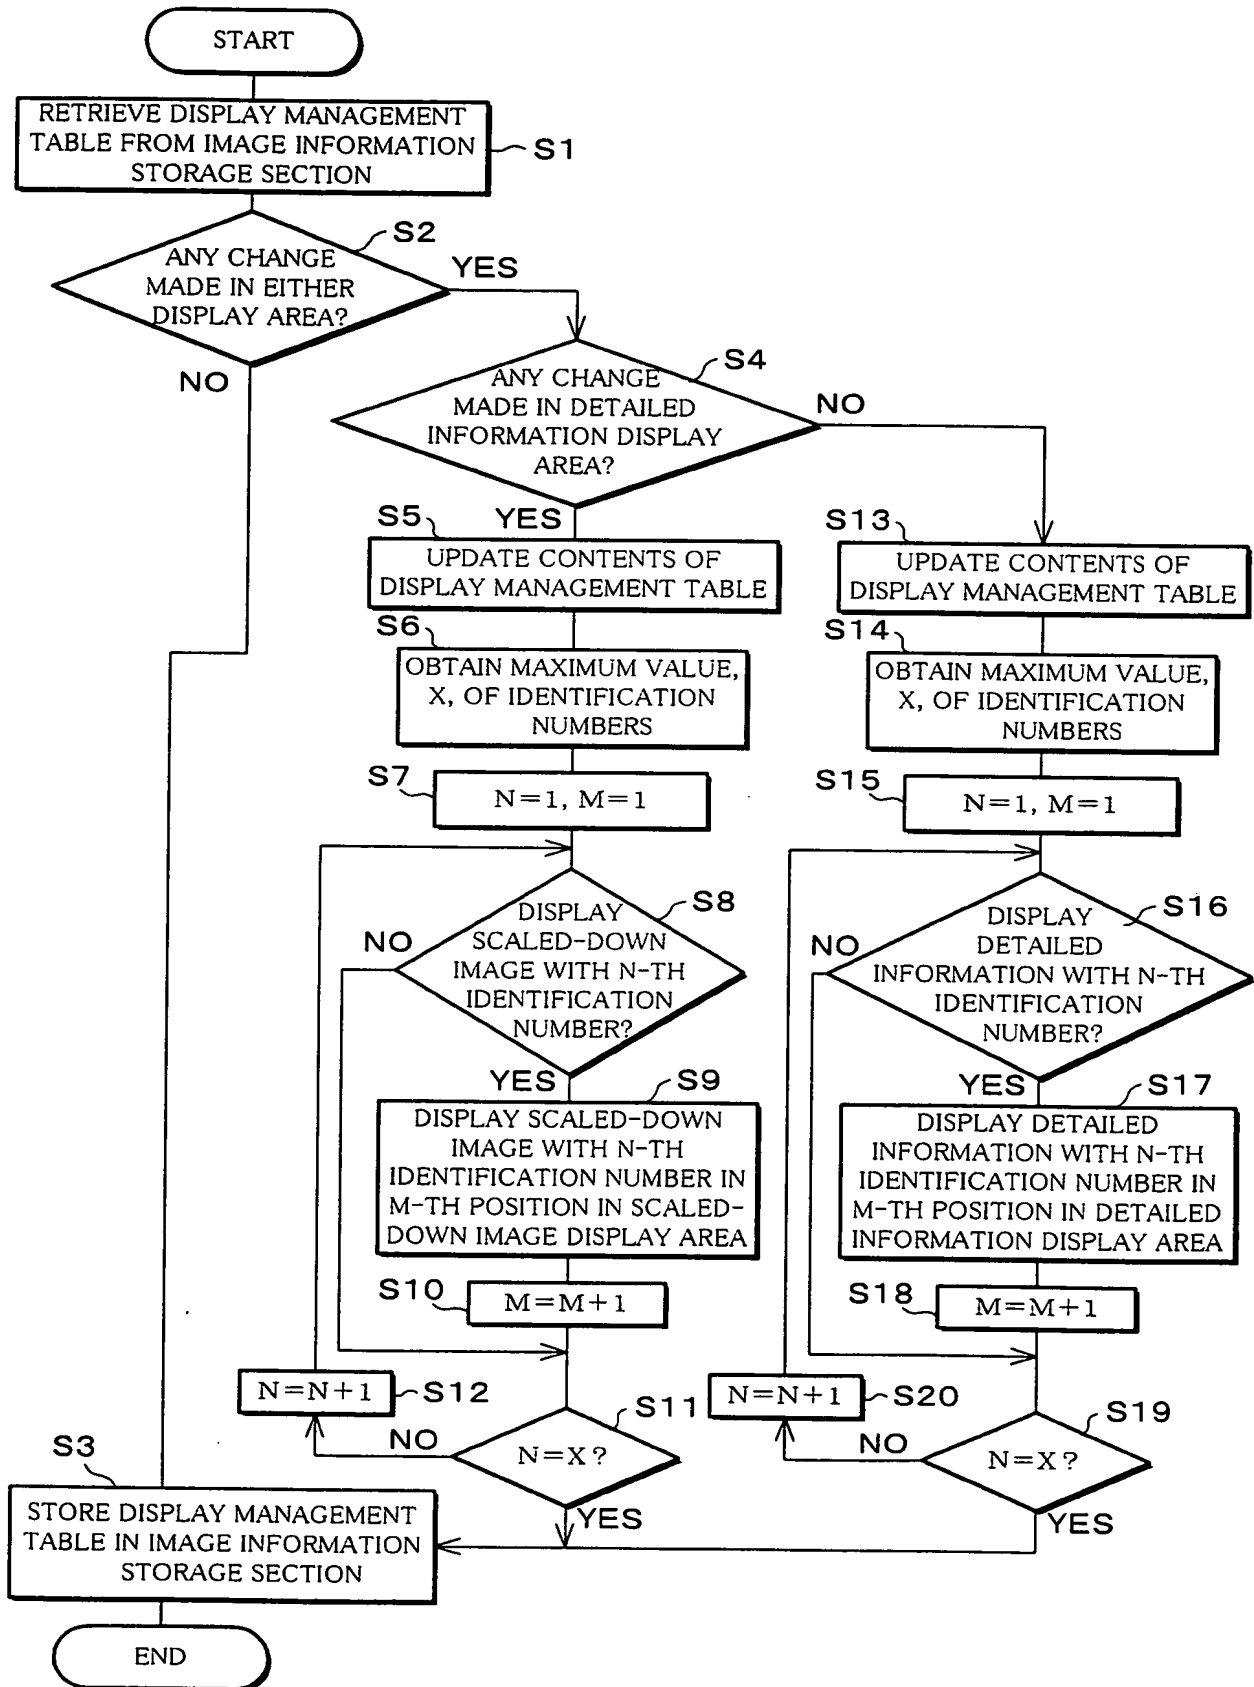 START
RETRIEVE DISPLAY MANAGEMENT
TABLE FROM IMAGE INFORMATION
STORAGE SECTION
S1
S2
ANY CHANGE
MADE IN EITHER
DISPLAY AREA?
YES
NO
S4
ANY CHANGE
MADE IN DETAILED
INFORMATION DISPLAY
AREA?
NO
YES
S5
UPDATE CONTENTS OF
DISPLAY MANAGEMENT TABLE
S6
OBTAIN MAXIMUM VALUE,
X, OF IDENTIFICATION
NUMBERS
S7
N=1, M=1
S8
DISPLAY
SCALED-DOWN
IMAGE WITH N-TH
IDENTIFICATION
NUMBER?
NO
YES
S9
DISPLAY SCALED-DOWN
IMAGE WITH N-TH
IDENTIFICATION NUMBER IN
M-TH POSITION IN SCALED-
DOWN IMAGE DISPLAY AREA
S10
M=M+1
N=N+1
S12
S11
N=X?
NO
YES
S13
UPDATE CONTENTS OF
DISPLAY MANAGEMENT TABLE
S14
OBTAIN MAXIMUM VALUE,
X, OF IDENTIFICATION
NUMBERS
S15
N=1, M=1
S16
DISPLAY
DETAILED
INFORMATION WITH N-TH
IDENTIFICATION
NUMBER?
NO
YES
S17
DISPLAY DETAILED
INFORMATION WITH N-TH
IDENTIFICATION NUMBER IN
M-TH POSITION IN DETAILED
INFORMATION DISPLAY AREA
S18
M=M+1
N=N+1
S20
S19
N=X?
NO
YES
S3
STORE DISPLAY MANAGEMENT
TABLE IN IMAGE INFORMATION
STORAGE SECTION
END